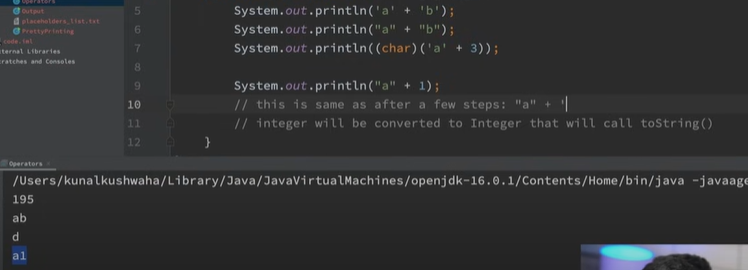 Operators
Output
placeholders_list.txt
PrettyPrinting
code.iml
ternal Libraries
ratches and Consoles
5 System.out.println('a' + 'b');
6 System.out.println("a" + "b");
7 System.out.println((char)('a' + 3));
8
9 System.out.println("a" + 1);
10 // this is same as after a few steps: "a" + '
11 // integer will be converted to Integer that will call toString()
12 }
Operators ×
/Users/kunalkushwaha/Library/Java/JavaVirtualMachines/openjdk-16.0.1/Contents/Home/bin/java -javaage
195
ab
d
a1